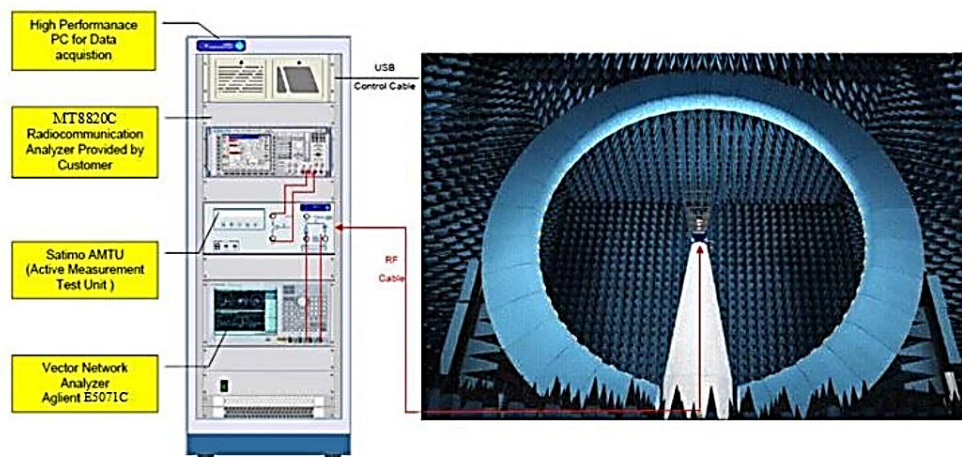 High Performanace
PC for Data
acquistion
USB
Control Cable
MT8820C
Radiocommunication
Analyzer Provided by
Customer
Satimo AMTU
(Active Measurement
Test Unit )
RF
Cable
Vector Network
Analyzer
Aglient E5071C